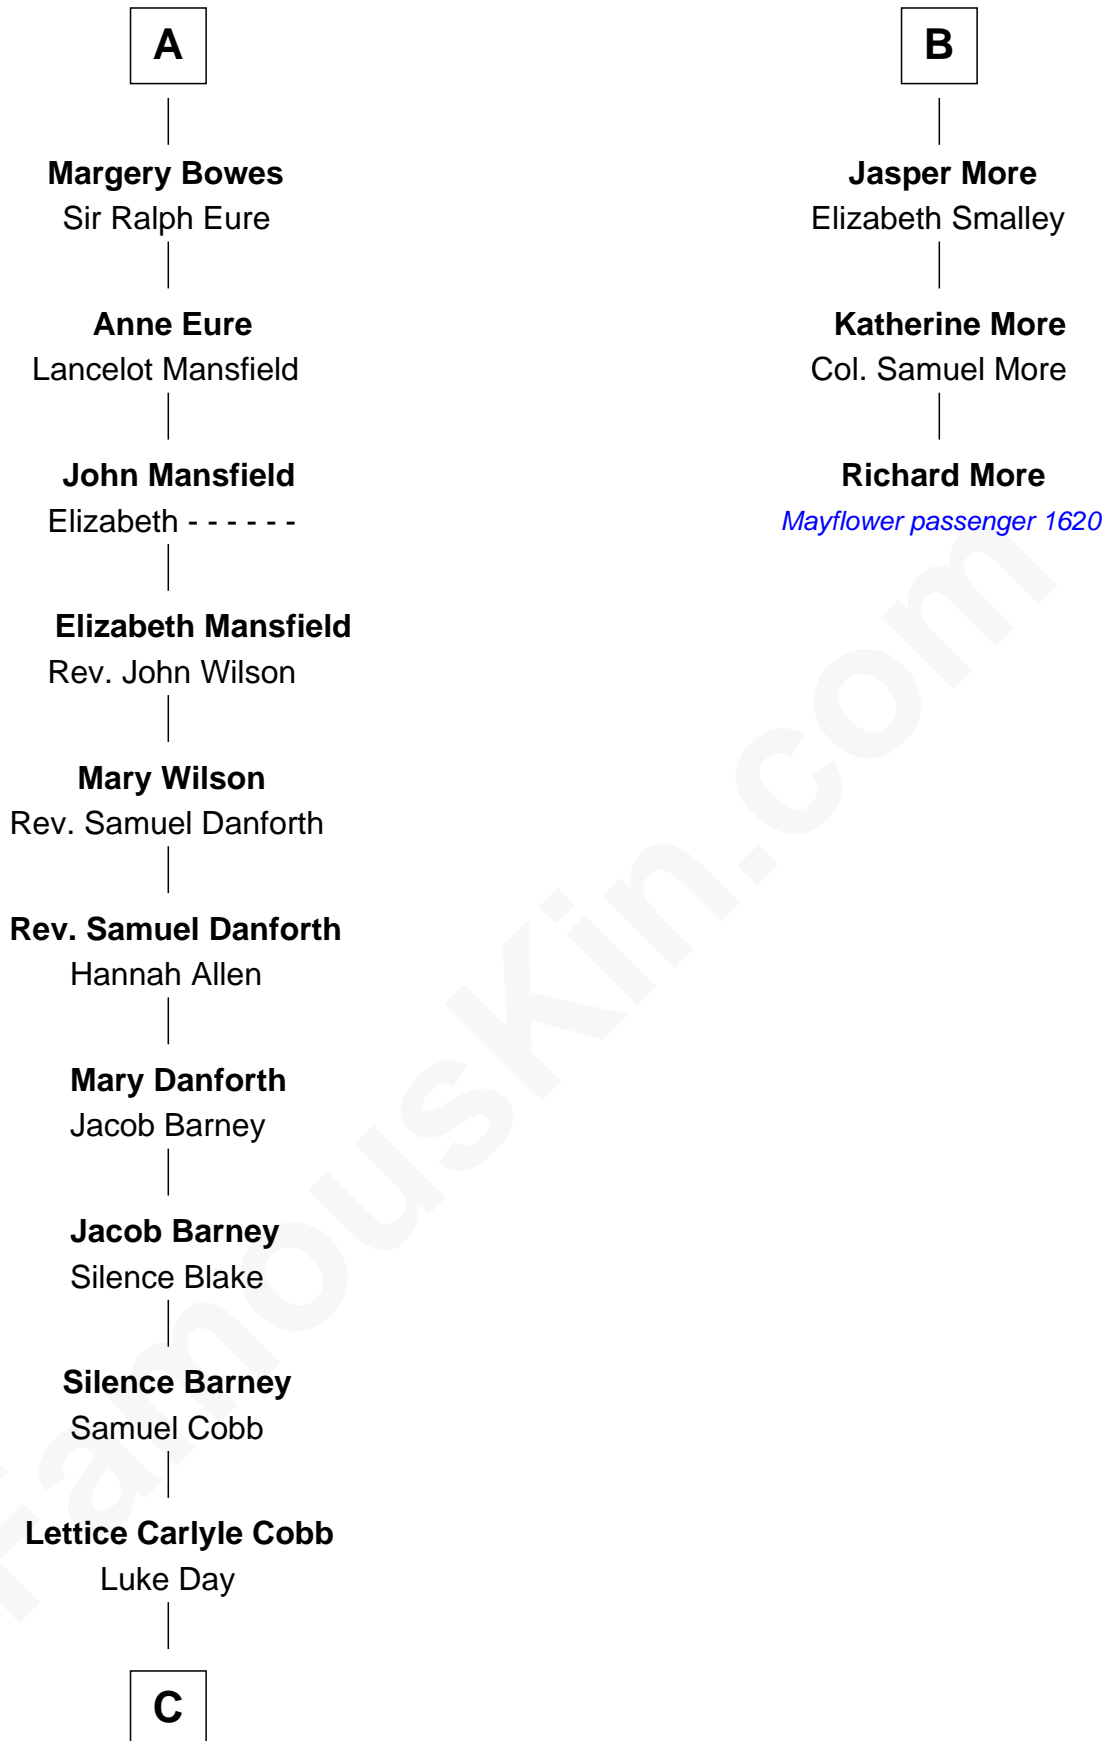 A
Margery Bowes
Sir Ralph Eure
Anne Eure
Lancelot Mansfield
John Mansfield
Elizabeth - - - - - -
Elizabeth Mansfield
Rev. John Wilson
Mary Wilson
Rev. Samuel Danforth
Rev. Samuel Danforth
Hannah Allen
Mary Danforth
Jacob Barney
Jacob Barney
Silence Blake
Silence Barney
Samuel Cobb
Lettice Carlyle Cobb
Luke Day
C
B
Jasper More
Elizabeth Smalley
Katherine More
Col. Samuel More
Richard More
Mayflower passenger 1620
FamousKin.com